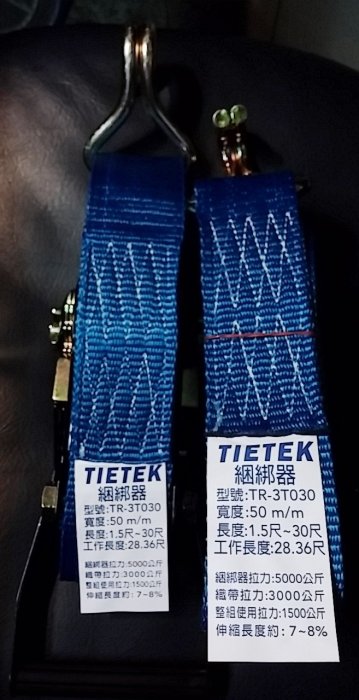 TIETEK
綑綁器
型號:TR-3T030
寬度:50 m/m
長度:1.5尺~30尺
工作長度:28.36尺
綑綁器拉力:5000公斤
織帶拉力:3000公斤
整組使用拉力:1500公斤
伸縮長度約: 7~8%
TIETEK
綑綁器
型號:TR-3T030
寬度:50 m/m
長度:1.5尺~30尺
工作長度:28.36尺
綑綁器拉力:5000公斤
織帶拉力:3000公斤
整組使用拉力:1500公斤
伸縮長度約: 7~8%